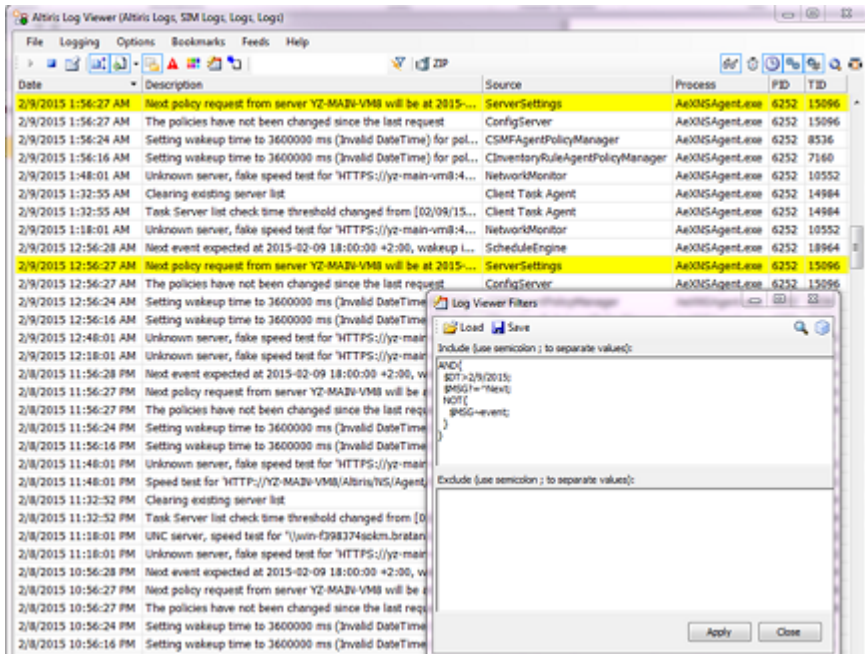 Altiris Log Viewer (Altiris Logs, SIM Logs, Logs, Logs)
File Logging Options Bookmarks Feeds Help
ZIP
Date Description Source Process PID TID
2/9/2015 1:56:27 AM Next policy request from server YZ-MAIN-VM8 will be at 2015-... ServerSettings AeXNSAgent.exe 6252 15096
2/9/2015 1:56:27 AM The policies have not been changed since the last request ConfigServer AeXNSAgent.exe 6252 15096
2/9/2015 1:56:24 AM Setting wakeup time to 3600000 ms (Invalid DateTime) for pol... CSMFAgentPolicyManager AeXNSAgent.exe 6252 8536
2/9/2015 1:56:16 AM Setting wakeup time to 3600000 ms (Invalid DateTime) for pol... CInventoryRuleAgentPolicyManager AeXNSAgent.exe 6252 7160
2/9/2015 1:48:01 AM Unknown server, fake speed test for 'HTTPS://yz-main-vm8:4... NetworkMonitor AeXNSAgent.exe 6252 10552
2/9/2015 1:32:55 AM Clearing existing server list Client Task Agent AeXNSAgent.exe 6252 14984
2/9/2015 1:32:55 AM Task Server list check time threshold changed from [02/09/15... Client Task Agent AeXNSAgent.exe 6252 14984
2/9/2015 1:18:01 AM Unknown server, fake speed test for 'HTTPS://yz-main-vm8:4... NetworkMonitor AeXNSAgent.exe 6252 10552
2/9/2015 12:56:28 AM Next event expected at 2015-02-09 18:00:00 +2:00, wakeup i... ScheduleEngine AeXNSAgent.exe 6252 18964
2/9/2015 12:56:27 AM Next policy request from server YZ-MAIN-VM8 will be at 2015-... ServerSettings AeXNSAgent.exe 6252 15096
2/9/2015 12:56:27 AM The policies have not been changed since the last request ConfigServer AeXNSAgent.exe 6252 15096
2/9/2015 12:56:24 AM Setting wakeup time to 3600000 ms (Invalid DateTime
2/9/2015 12:56:16 AM Setting wakeup time to 3600000 ms (Invalid DateTime
2/9/2015 12:48:01 AM Unknown server, fake speed test for 'HTTPS://yz-main
2/9/2015 12:18:01 AM Unknown server, fake speed test for 'HTTPS://yz-main
2/8/2015 11:56:28 PM Next event expected at 2015-02-09 18:00:00 +2:00, w
2/8/2015 11:56:27 PM Next policy request from server YZ-MAIN-VM8 will be a
2/8/2015 11:56:27 PM The policies have not been changed since the last requ
2/8/2015 11:56:24 PM Setting wakeup time to 3600000 ms (Invalid DateTime
2/8/2015 11:56:16 PM Setting wakeup time to 3600000 ms (Invalid DateTime
2/8/2015 11:48:01 PM Unknown server, fake speed test for 'HTTPS://yz-main
2/8/2015 11:48:01 PM Speed test for 'HTTP://YZ-MAIN-VM8/Altiris/NS/Agent/
2/8/2015 11:32:52 PM Clearing existing server list
2/8/2015 11:32:52 PM Task Server list check time threshold changed from [0
2/8/2015 11:18:01 PM UNC server, speed test for '\\win-f398374sokm.bratan
2/8/2015 11:18:01 PM Unknown server, fake speed test for 'HTTPS://yz-main
2/8/2015 10:56:28 PM Next event expected at 2015-02-09 18:00:00 +2:00, w
2/8/2015 10:56:27 PM Next policy request from server YZ-MAIN-VM8 will be a
2/8/2015 10:56:27 PM The policies have not been changed since the last requ
2/8/2015 10:56:24 PM Setting wakeup time to 3600000 ms (Invalid DateTime
2/8/2015 10:56:16 PM Setting wakeup time to 3600000 ms (Invalid DateTime
Log Viewer Filters
Load Save
Include (use semicolon ; to separate values):
AND{
$DT>2/9/2015;
$MSG!=^Next;
NOT{
$MSG~event;
}
}
Exclude (use semicolon ; to separate values):
Apply Close